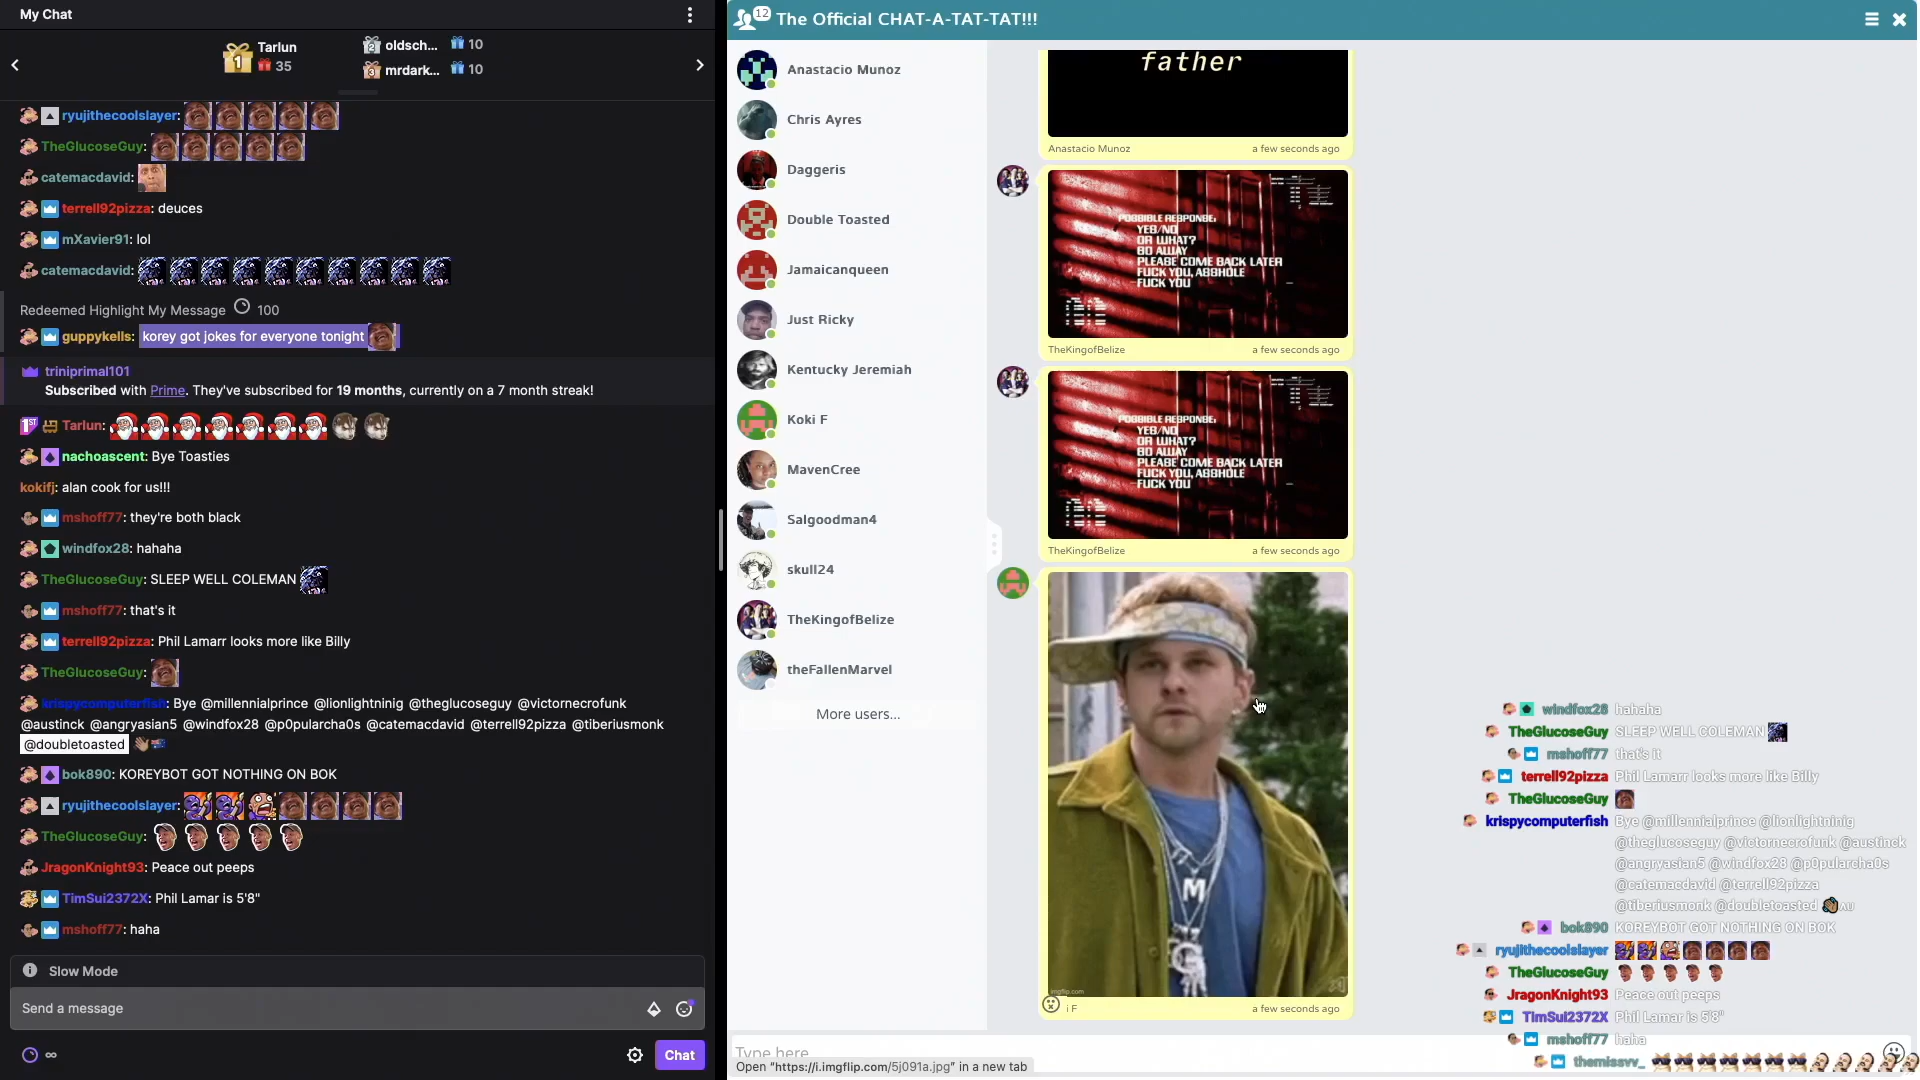 My Chat
Tarlun
35
oldsch... 10
mrdark... 10
ryujithecoolslayer:
TheGlucoseGuy:
catemacdavid:
terrell92pizza: deuces
mXavier91: lol
catemacdavid:
Redeemed Highlight My Message 100
guppykells: korey got jokes for everyone tonight
triniprimal101
Subscribed with Prime. They've subscribed for 19 months, currently on a 7 month streak!
Tarlun:
nachoascent: Bye Toasties
kokifj: alan cook for us!!!
mshoff77: they're both black
windfox28: hahaha
TheGlucoseGuy: SLEEP WELL COLEMAN
mshoff77: that's it
terrell92pizza: Phil Lamarr looks more like Billy
TheGlucoseGuy:
krispycomputerfish: Bye @millennialprince @lionlightninig @theglucoseguy @victornecrofunk
@austinck @angryasian5 @windfox28 @p0pularcha0s @catemacdavid @terrell92pizza @tiberiusmonk
@doubletoasted
bok890: KOREYBOT GOT NOTHING ON BOK
ryujithecoolslayer:
TheGlucoseGuy:
JragonKnight93: Peace out peeps
TimSui2372X: Phil Lamar is 5'8"
mshoff77: haha
Slow Mode
Send a message
Chat
12 The Official CHAT-A-TAT-TAT!!!
Anastacio Munoz
Chris Ayres
Daggeris
Double Toasted
Jamaicanqueen
Just Ricky
Kentucky Jeremiah
Koki F
MavenCree
Salgoodman4
skull24
TheKingofBelize
theFallenMarvel
More users...
father
Anastacio Munoz a few seconds ago
POSSIBLE RESPONSE:
YES/NO
OR WHAT?
GO AWAY
PLEASE COME BACK LATER
FUCK YOU, ASSHOLE
FUCK YOU
TheKingofBelize a few seconds ago
POSSIBLE RESPONSE:
YES/NO
OR WHAT?
GO AWAY
PLEASE COME BACK LATER
FUCK YOU, ASSHOLE
FUCK YOU
TheKingofBelize a few seconds ago
M
G
imgflip.com
i F a few seconds ago
Type here
Open "https://i.imgflip.com/5j091a.jpg" in a new tab
windfox28 hahaha
TheGlucoseGuy SLEEP WELL COLEMAN
mshoff77 that's it
terrell92pizza Phil Lamarr looks more like Billy
TheGlucoseGuy
krispycomputerfish Bye @millennialprince @lionlightninig
@theglucoseguy @victornecrofunk @austinck
@angryasian5 @windfox28 @p0pularcha0s
@catemacdavid @terrell92pizza
@tiberiusmonk @doubletoasted
bok890 KOREYBOT GOT NOTHING ON BOK
ryujithecoolslayer
TheGlucoseGuy
JragonKnight93 Peace out peeps
TimSui2372X Phil Lamar is 5'8"
mshoff77 haha
themissvv_